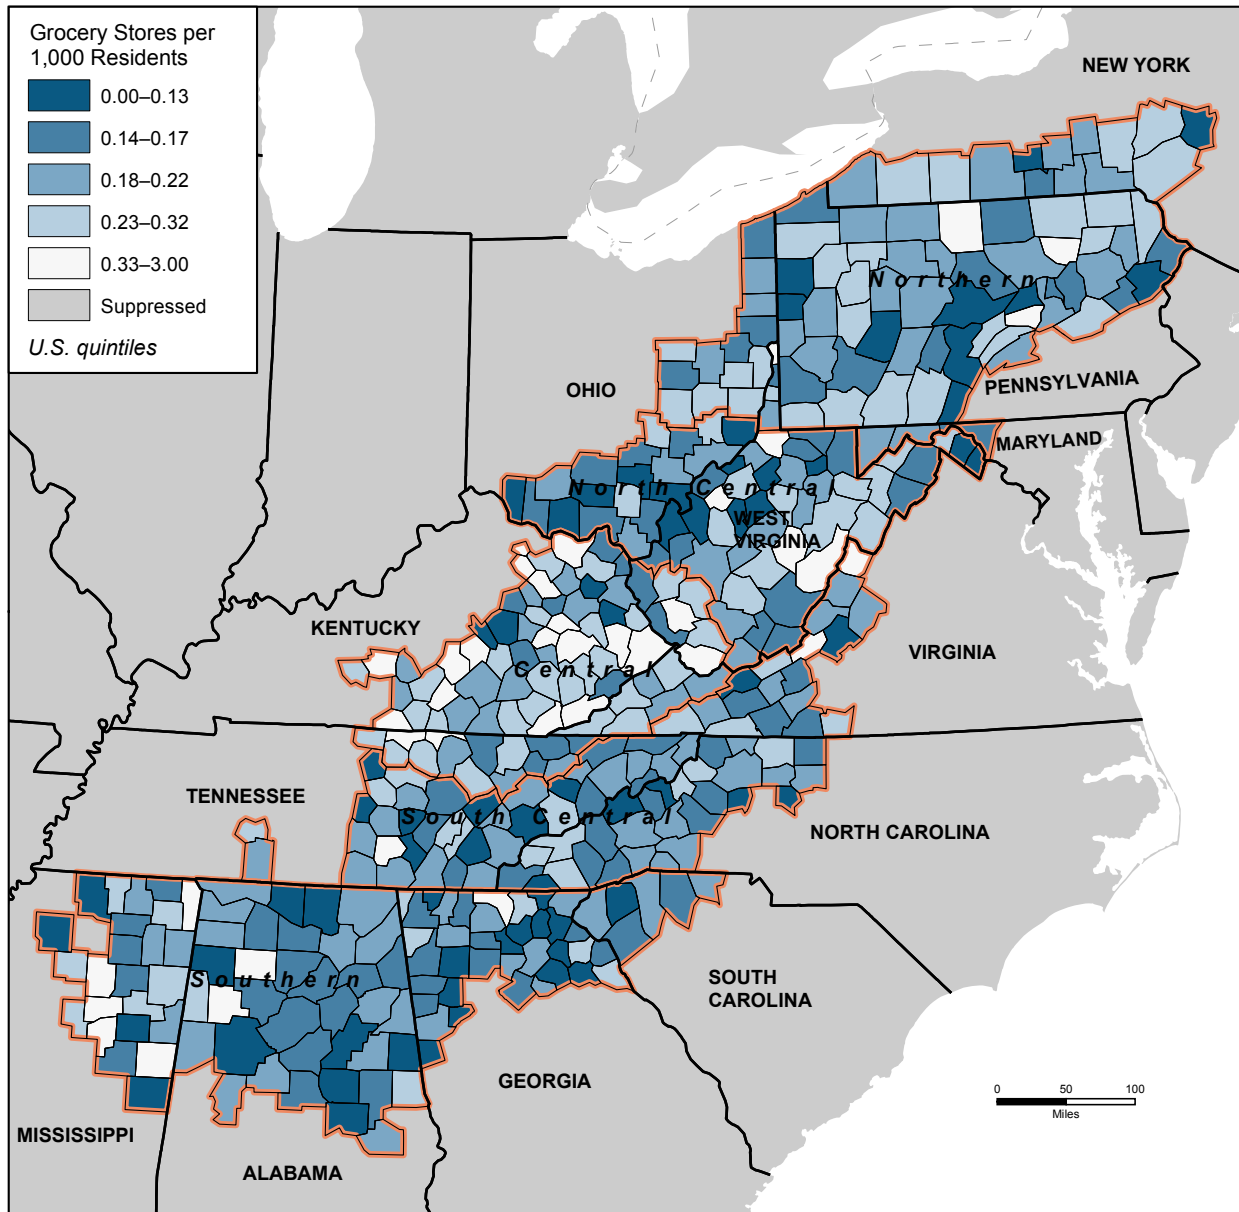 Grocery Stores per
1,000 Residents
0.00–0.13
0.14–0.17
0.18–0.22
0.23–0.32
0.33–3.00
Suppressed
U.S. quintiles
NEW YORK
Northern
PENNSYLVANIA
OHIO
MARYLAND
North Central
WEST
VIRGINIA
KENTUCKY
VIRGINIA
Central
TENNESSEE
South Central
NORTH CAROLINA
Southern
SOUTH
CAROLINA
GEORGIA
0 50 100
Miles
MISSISSIPPI
ALABAMA